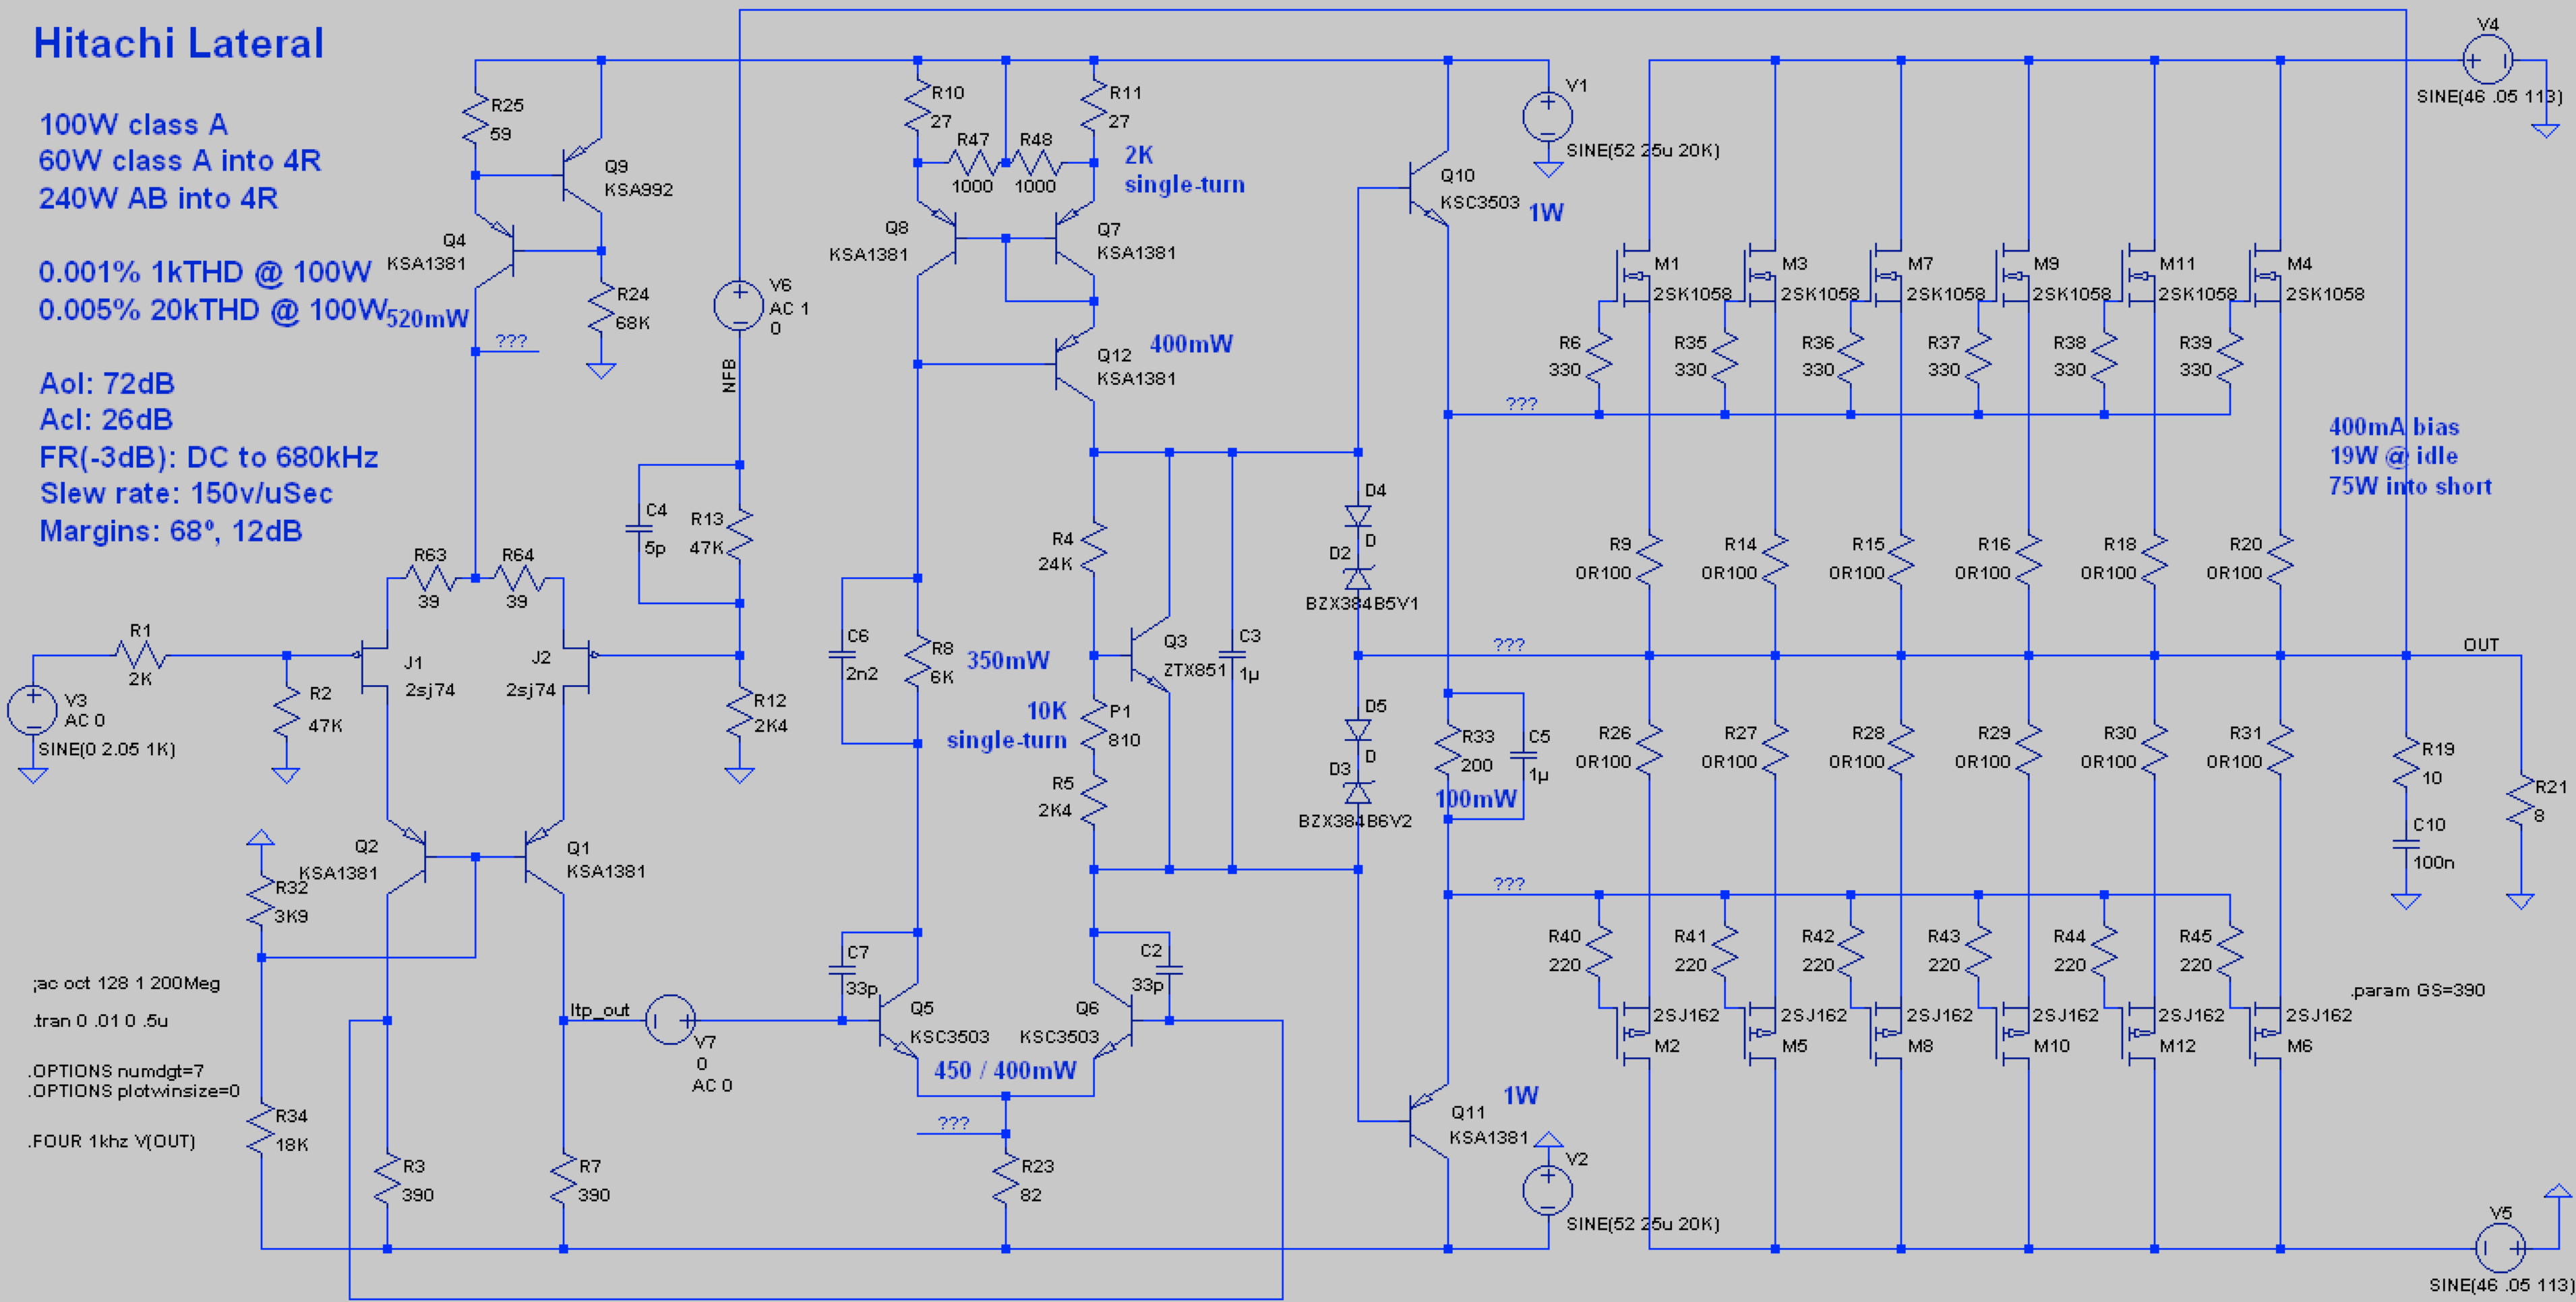 Hitachi Lateral
100W class A
60W class A into 4R
240W AB into 4R
0.001% 1kTHD @ 100W
0.005% 20kTHD @ 100W
Aol: 72dB
Acl: 26dB
FR(-3dB): DC to 680kHz
Slew rate: 150v/uSec
Margins: 68º, 12dB
R25
59
Q9
KSA992
Q4
KSA1381
520mW
R24
68K
???
R63
39
R64
39
R1
2K
V3
AC 0
SINE(0 2.05 1K)
R2
47K
J1
2sj74
J2
2sj74
V6
AC 1
0
NFB
C4
5p
R13
47K
R12
2K4
Q2
KSA1381
Q1
KSA1381
R32
3K9
R34
18K
R3
390
R7
390
ltp_out
V7
0
AC 0
;ac oct 128 1 200Meg
.tran 0 .01 0 .5u
.OPTIONS numdgt=7
.OPTIONS plotwinsize=0
.FOUR 1khz V(OUT)
R10
27
R11
27
R47
1000
R48
1000
2K
single-turn
Q8
KSA1381
Q7
KSA1381
Q12
KSA1381
400mW
C6
2n2
R8
6K
350mW
R4
24K
Q3
ZTX851
C3
1µ
10K
single-turn
P1
810
R5
2K4
C7
33p
C2
33p
Q5
KSC3503
Q6
KSC3503
450 / 400mW
???
R23
82
D4
D
D2
BZX384B5V1
D5
D
D3
BZX384B6V2
Q10
KSC3503
1W
V1
SINE(52 25u 20K)
R33
200
C5
1µ
100mW
Q11
KSA1381
1W
V2
SINE(52 25u 20K)
V4
SINE(46 .05 113)
M1
2SK1058
M3
2SK1058
M7
2SK1058
M9
2SK1058
M11
2SK1058
M4
2SK1058
R6
330
R35
330
R36
330
R37
330
R38
330
R39
330
???
400mA bias
19W @ idle
75W into short
R9
0R100
R14
0R100
R15
0R100
R16
0R100
R18
0R100
R20
0R100
???
OUT
R26
0R100
R27
0R100
R28
0R100
R29
0R100
R30
0R100
R31
0R100
R19
10
R21
8
C10
100n
???
R40
220
R41
220
R42
220
R43
220
R44
220
R45
220
2SJ162
M2
2SJ162
M5
2SJ162
M8
2SJ162
M10
2SJ162
M12
2SJ162
M6
.param GS=390
V5
SINE(46 .05 113)